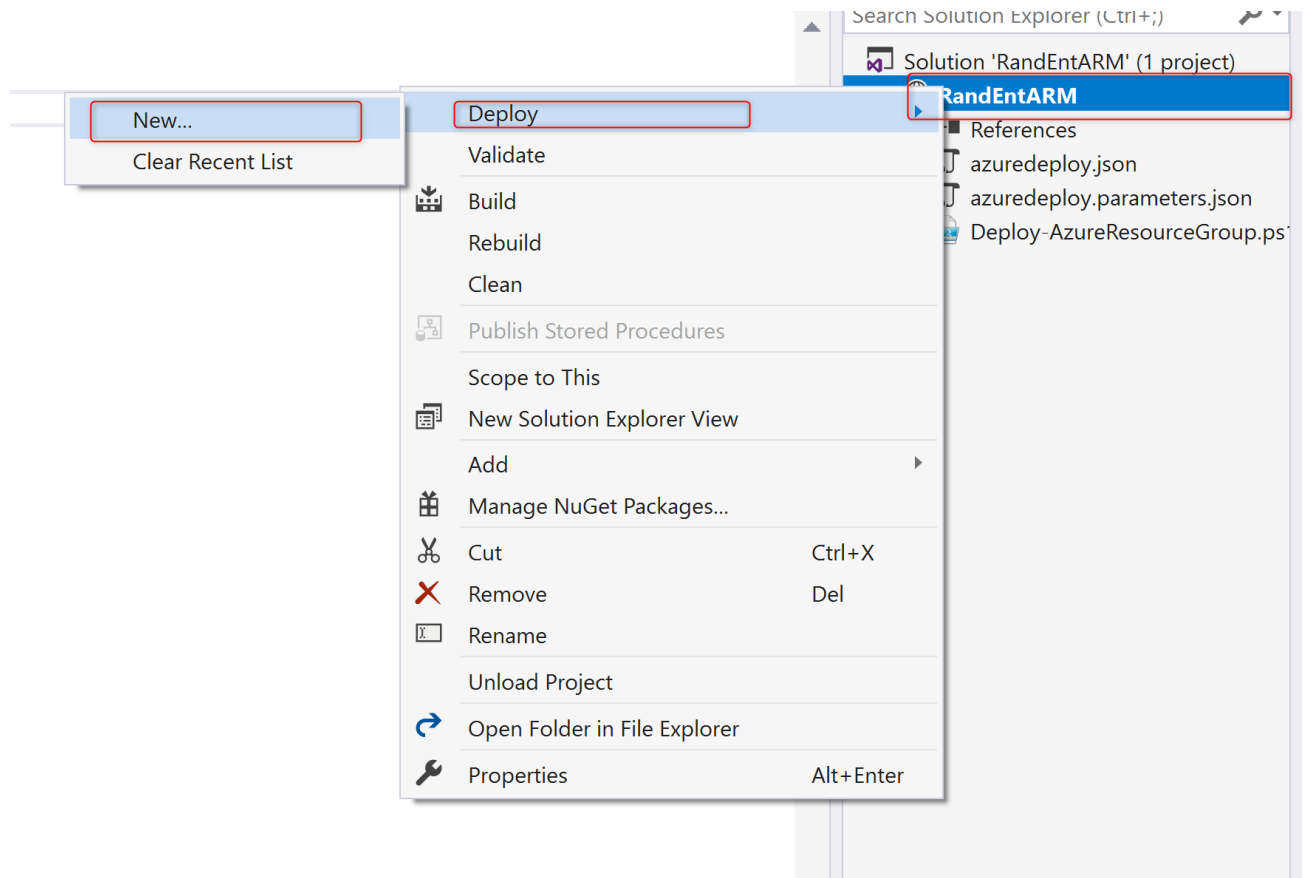 Search Solution Explorer (Ctrl+;)
Solution 'RandEntARM' (1 project)
RandEntARM
References
azuredeploy.json
azuredeploy.parameters.json
Deploy-AzureResourceGroup.ps1
New...
Clear Recent List
Deploy
Validate
Build
Rebuild
Clean
Publish Stored Procedures
Scope to This
New Solution Explorer View
Add
Manage NuGet Packages...
Cut Ctrl+X
Remove Del
Rename
Unload Project
Open Folder in File Explorer
Properties Alt+Enter